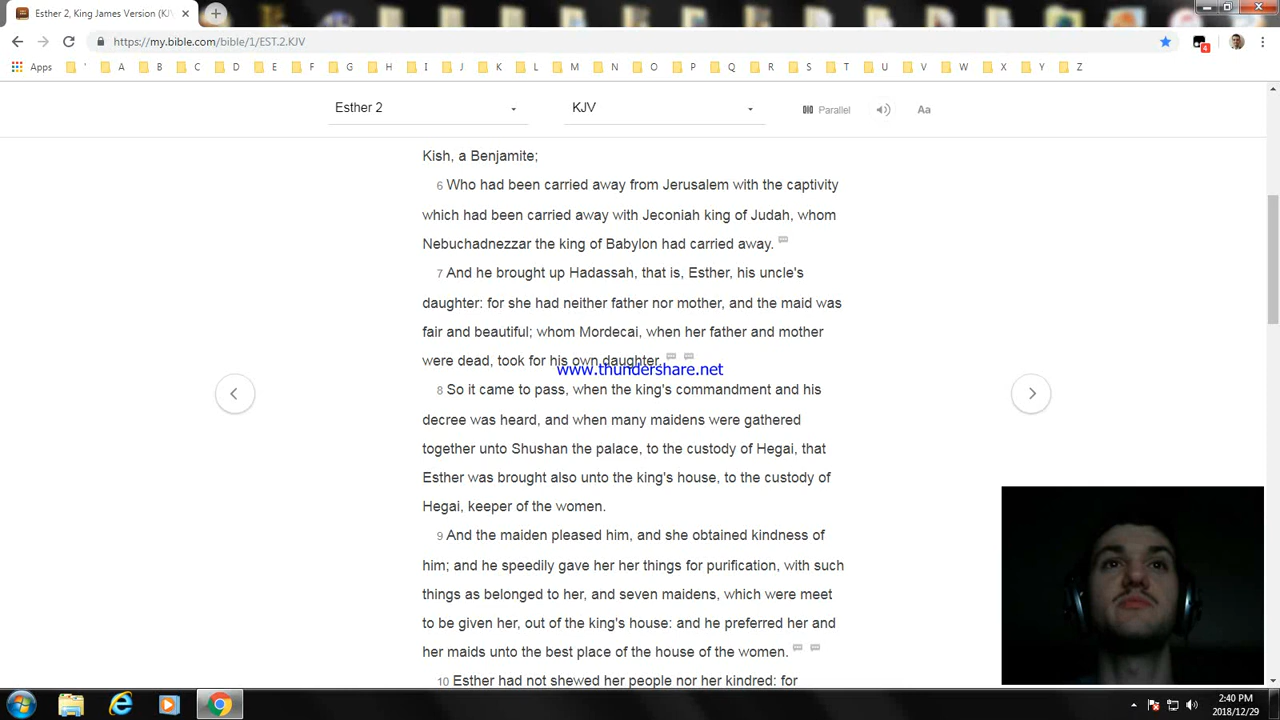 Esther 2, King James Version (KJ
https://my.bible.com/bible/1/EST.2.KJV
4
Apps ' A B C D E F G H I J K L M N O P Q R S T U V W X Y Z
Esther 2 KJV Parallel Aa
Kish, a Benjamite;
6 Who had been carried away from Jerusalem with the captivity
which had been carried away with Jeconiah king of Judah, whom
Nebuchadnezzar the king of Babylon had carried away.
7 And he brought up Hadassah, that is, Esther, his uncle's
daughter: for she had neither father nor mother, and the maid was
fair and beautiful; whom Mordecai, when her father and mother
were dead, took for his own daughter.
www.thundershare.net
8 So it came to pass, when the king's commandment and his
decree was heard, and when many maidens were gathered
together unto Shushan the palace, to the custody of Hegai, that
Esther was brought also unto the king's house, to the custody of
Hegai, keeper of the women.
9 And the maiden pleased him, and she obtained kindness of
him; and he speedily gave her her things for purification, with such
things as belonged to her, and seven maidens, which were meet
to be given her, out of the king's house: and he preferred her and
her maids unto the best place of the house of the women.
10 Esther had not shewed her people nor her kindred: for
2:40 PM
2018/12/29